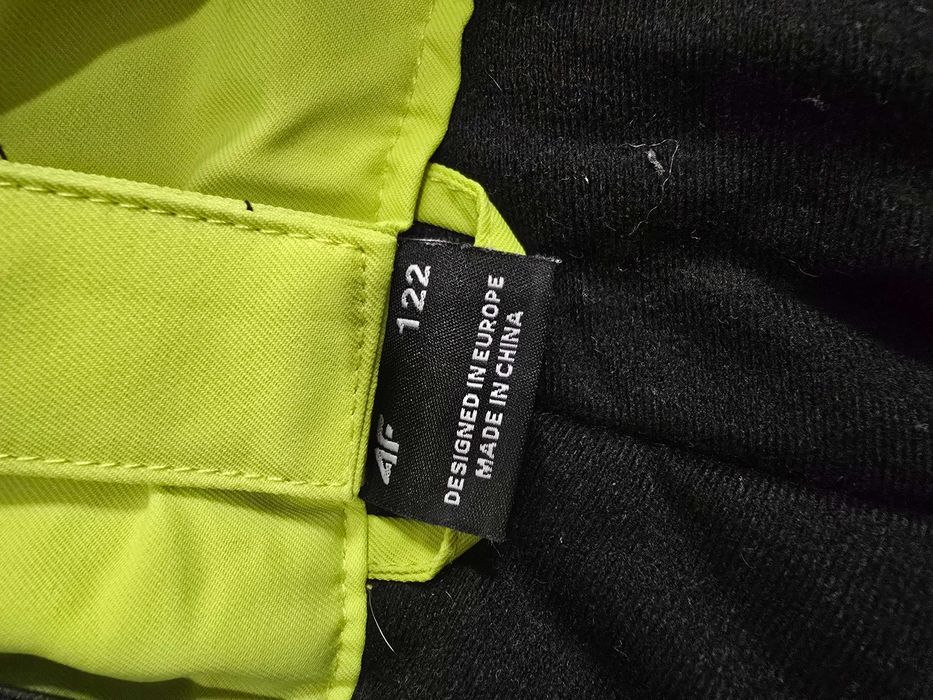 4F 122
DESIGNED IN EUROPE
MADE IN CHINA